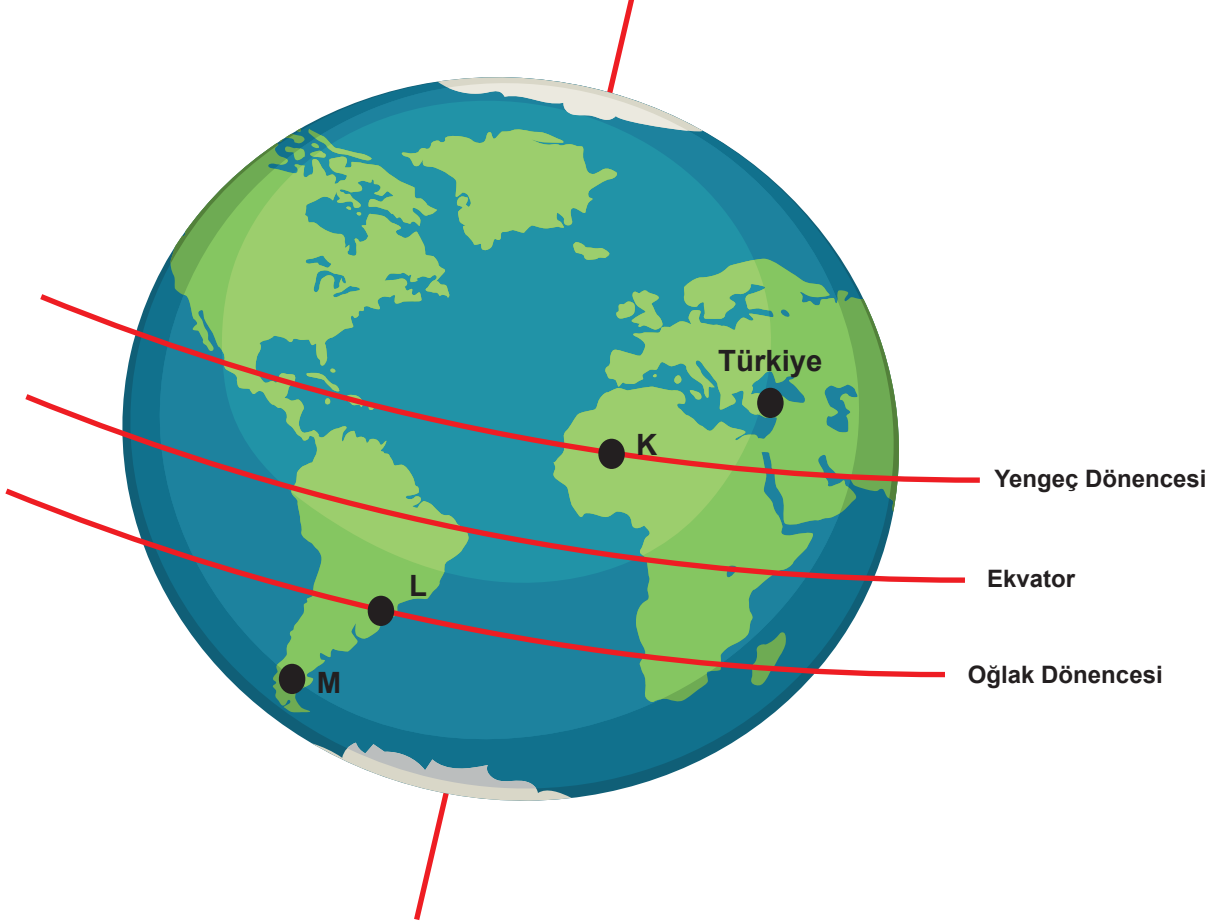 Türkiye
K
Yengeç Dönencesi
Ekvator
L
Oğlak Dönencesi
M